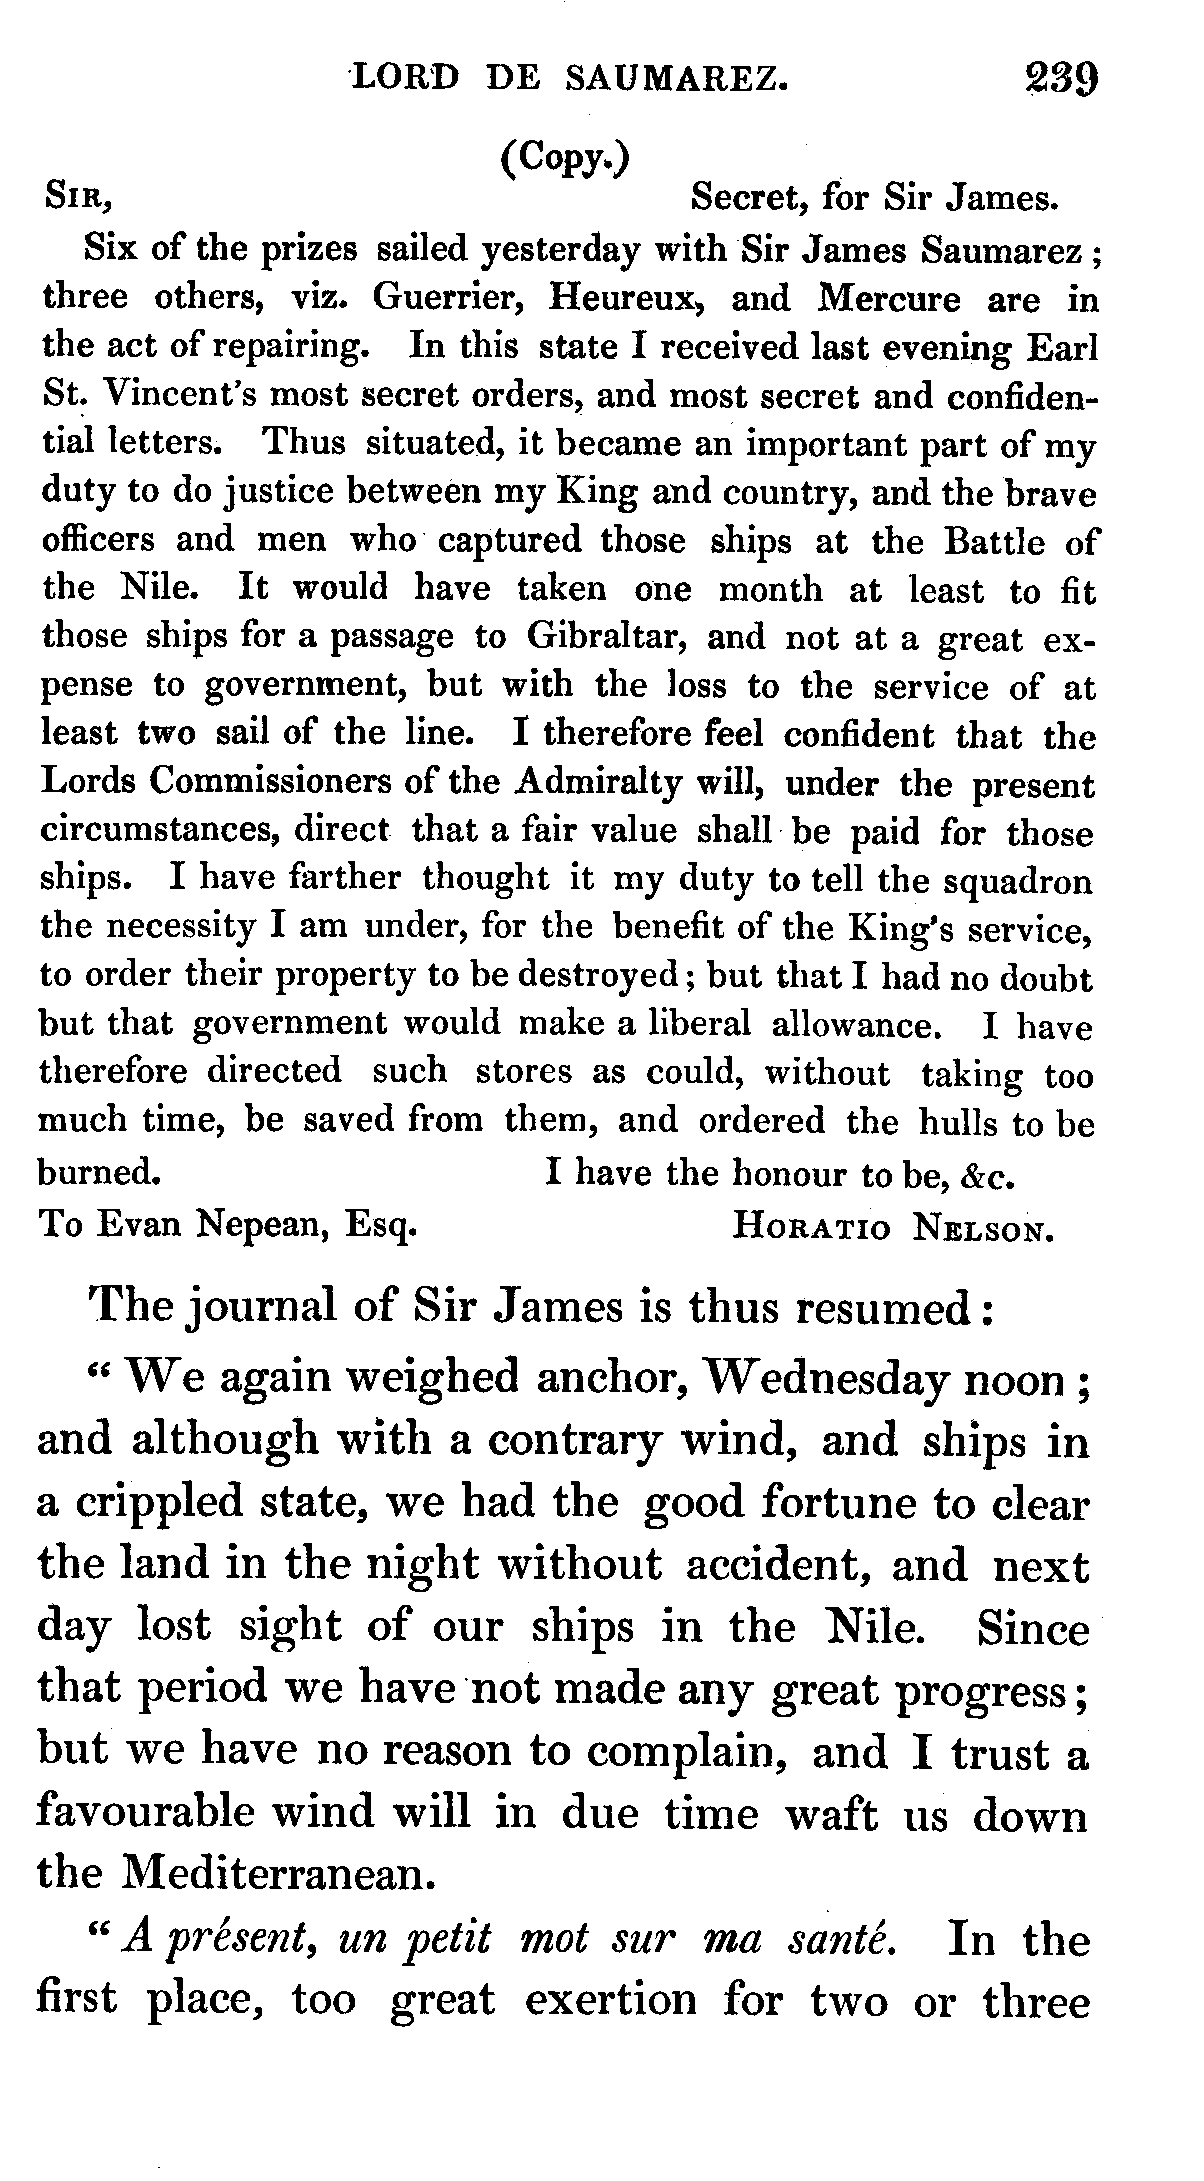 LORD DE SAUMAREZ. 239
(Copy.)
SIR, Secret, for Sir James.
Six of the prizes sailed yesterday with Sir James Saumarez ;
three others, viz. Guerrier, Heureux, and Mercure are in
the act of repairing. In this state I received last evening Earl
St. Vincent's most secret orders, and most secret and confiden-
tial letters. Thus situated, it became an important part of my
duty to do justice between my King and country, and the brave
officers and men who captured those ships at the Battle of
the Nile. It would have taken one month at least to fit
those ships for a passage to Gibraltar, and not at a great ex-
pense to government, but with the loss to the service of at
least two sail of the line. I therefore feel confident that the
Lords Commissioners of the Admiralty will, under the present
circumstances, direct that a fair value shall be paid for those
ships. I have farther thought it my duty to tell the squadron
the necessity I am under, for the benefit of the King's service,
to order their property to be destroyed ; but that I had no doubt
but that government would make a liberal allowance. I have
therefore directed such stores as could, without taking too
much time, be saved from them, and ordered the hulls to be
burned. I have the honour to be, &c.
To Evan Nepean, Esq. HORATIO NELSON.
The journal of Sir James is thus resumed :
“ We again weighed anchor, Wednesday noon ;
and although with a contrary wind, and ships in
a crippled state, we had the good fortune to clear
the land in the night without accident, and next
day lost sight of our ships in the Nile. Since
that period we have not made any great progress ;
but we have no reason to complain, and I trust a
favourable wind will in due time waft us down
the Mediterranean.
“ A présent, un petit mot sur ma santé. In the
first place, too great exertion for two or three